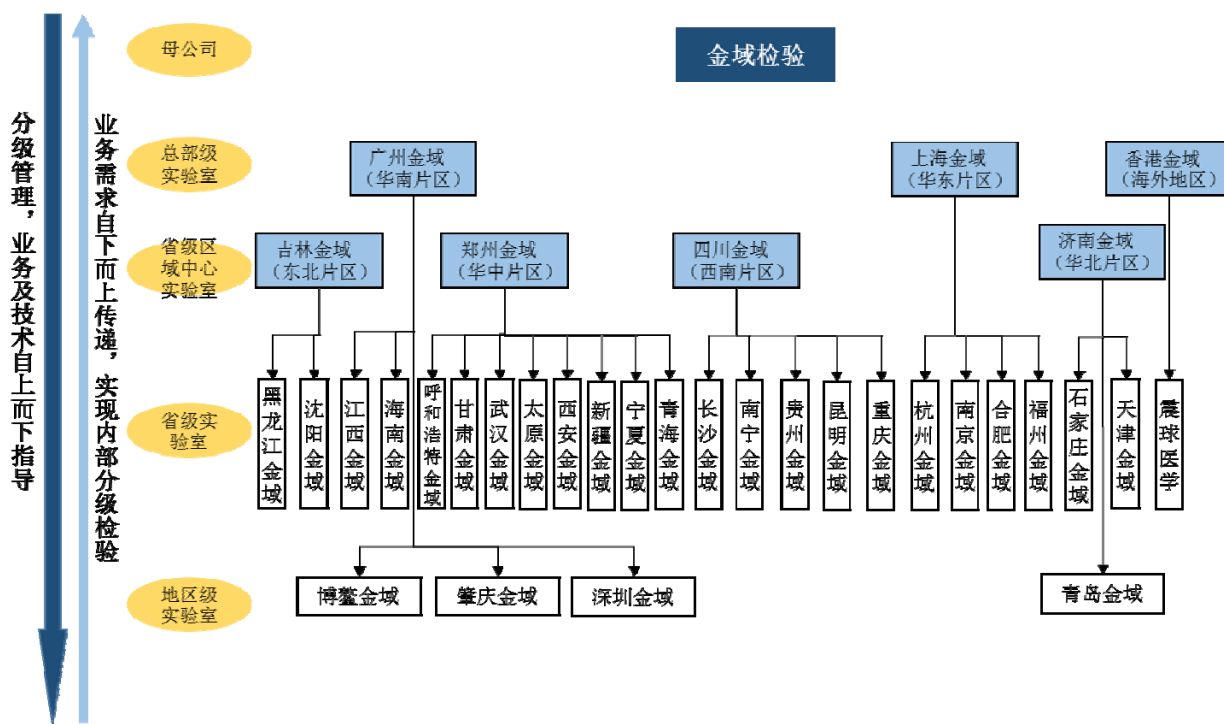 分级管理，业务及技术自上而下指导
业务需求自下而上传递，实现内部分级检验
母公司
金域检验
总部级
实验室
广州金域
（华南片区）
上海金域
（华东片区）
香港金域
（海外地区）
省级区
域中心
实验室
吉林金域
（东北片区）
郑州金域
（华中片区）
四川金域
（西南片区）
济南金域
（华北片区）
省级实
验室
黑龙江金域
沈阳金域
江西金域
海南金域
呼和浩特金域
甘肃金域
武汉金域
太原金域
西安金域
新疆金域
宁夏金域
青海金域
长沙金域
南宁金域
贵州金域
昆明金域
重庆金域
杭州金域
南京金域
合肥金域
福州金域
石家庄金域
天津金域
震球医学
地区级
实验室
博鳌金域
肇庆金域
深圳金域
青岛金域